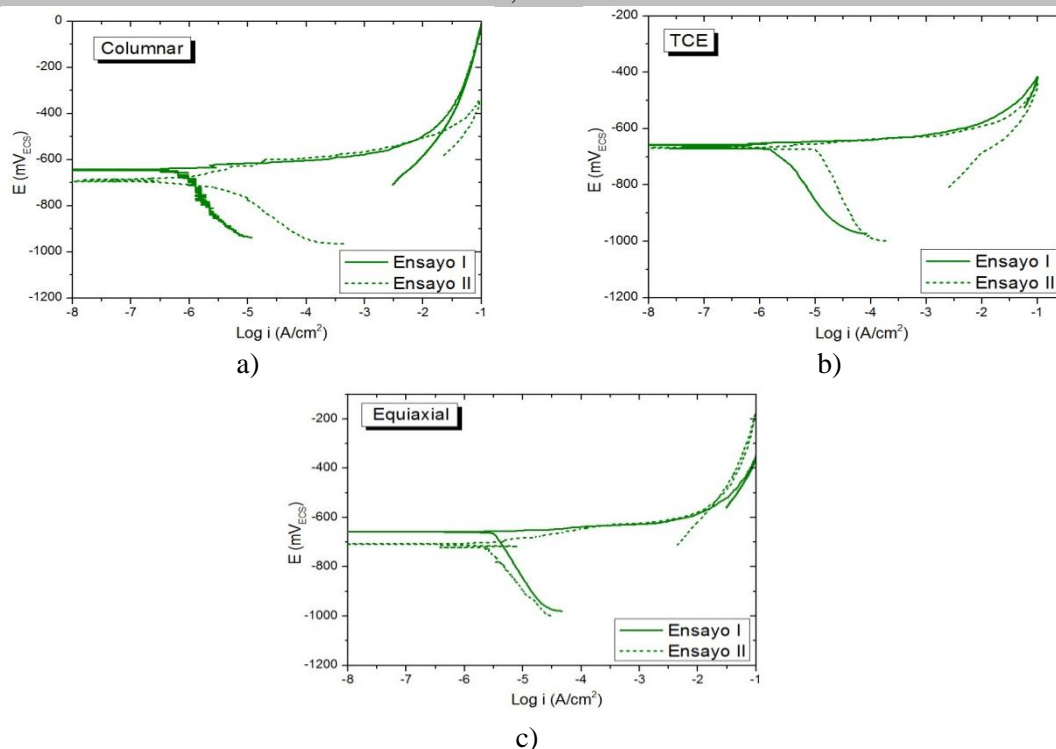 Columnar
0
-200
-400
-600
-800
-1000
-1200
E (mV_ECS)
-8 -7 -6 -5 -4 -3 -2 -1
Log i (A/cm²)
Ensayo I
Ensayo II
a)
TCE
-200
-400
-600
-800
-1000
-1200
E (mV_ECS)
-8 -7 -6 -5 -4 -3 -2 -1
Log i (A/cm²)
Ensayo I
Ensayo II
b)
Equiaxial
-200
-400
-600
-800
-1000
-1200
E (mV_ECS)
-8 -7 -6 -5 -4 -3 -2 -1
Log i (A/cm²)
Ensayo I
Ensayo II
c)